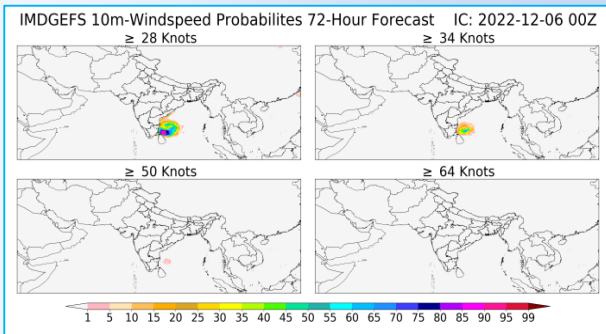 IMDGEFS 10m-Windspeed Probabilites 72-Hour Forecast IC: 2022-12-06 00Z
≥ 28 Knots ≥ 34 Knots
≥ 50 Knots ≥ 64 Knots
1 5 10 15 20 25 30 35 40 45 50 55 60 65 70 75 80 85 90 95 99